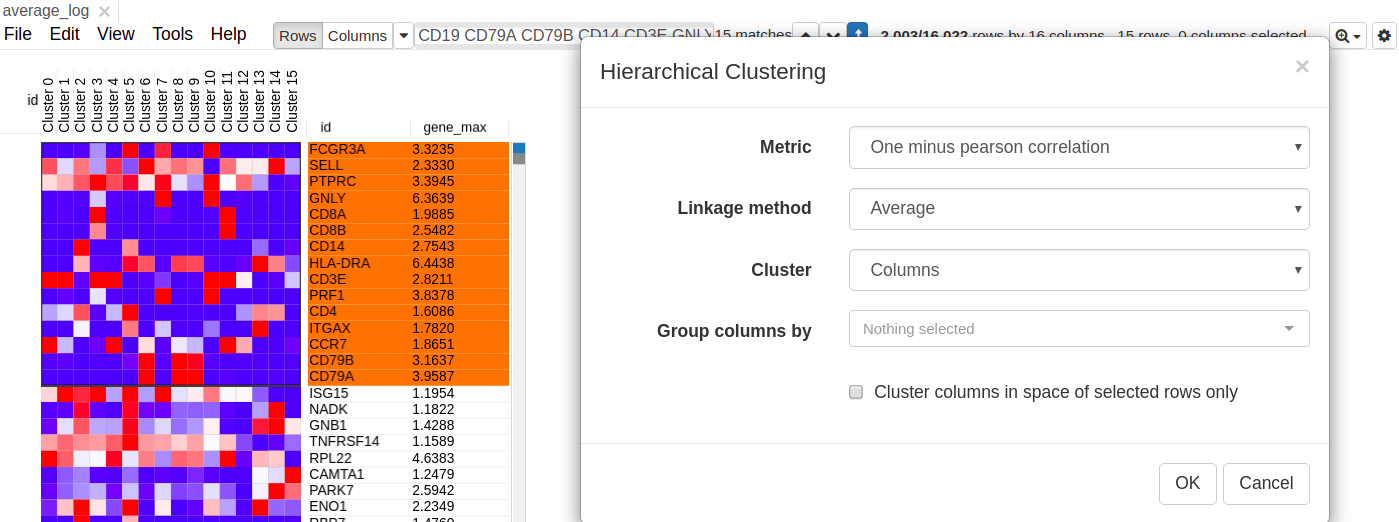 average_log ×
File Edit View Tools Help
Rows Columns CD19 CD79A CD79B CD14 CD3E GNLY 15 matches
2,003/16,022 rows by 16 columns 15 rows, 0 columns selected
id Cluster 0 Cluster 1 Cluster 2 Cluster 3 Cluster 4 Cluster 5 Cluster 6 Cluster 7 Cluster 8 Cluster 9 Cluster 10 Cluster 11 Cluster 12 Cluster 13 Cluster 14 Cluster 15
id gene_max
FCGR3A 3.3235
SELL 2.3330
PTPRC 3.3945
GNLY 6.3639
CD8A 1.9885
CD8B 2.5482
CD14 2.7543
HLA-DRA 6.4438
CD3E 2.8211
PRF1 3.8378
CD4 1.6086
ITGAX 1.7820
CCR7 1.8651
CD79B 3.1637
CD79A 3.9587
ISG15 1.1954
NADK 1.1822
GNB1 1.4288
TNFRSF14 1.1589
RPL22 4.6383
CAMTA1 1.2479
PARK7 2.5942
ENO1 2.2349
RBP7 1.4760
Hierarchical Clustering ×
Metric One minus pearson correlation
Linkage method Average
Cluster Columns
Group columns by Nothing selected
Cluster columns in space of selected rows only
OK Cancel